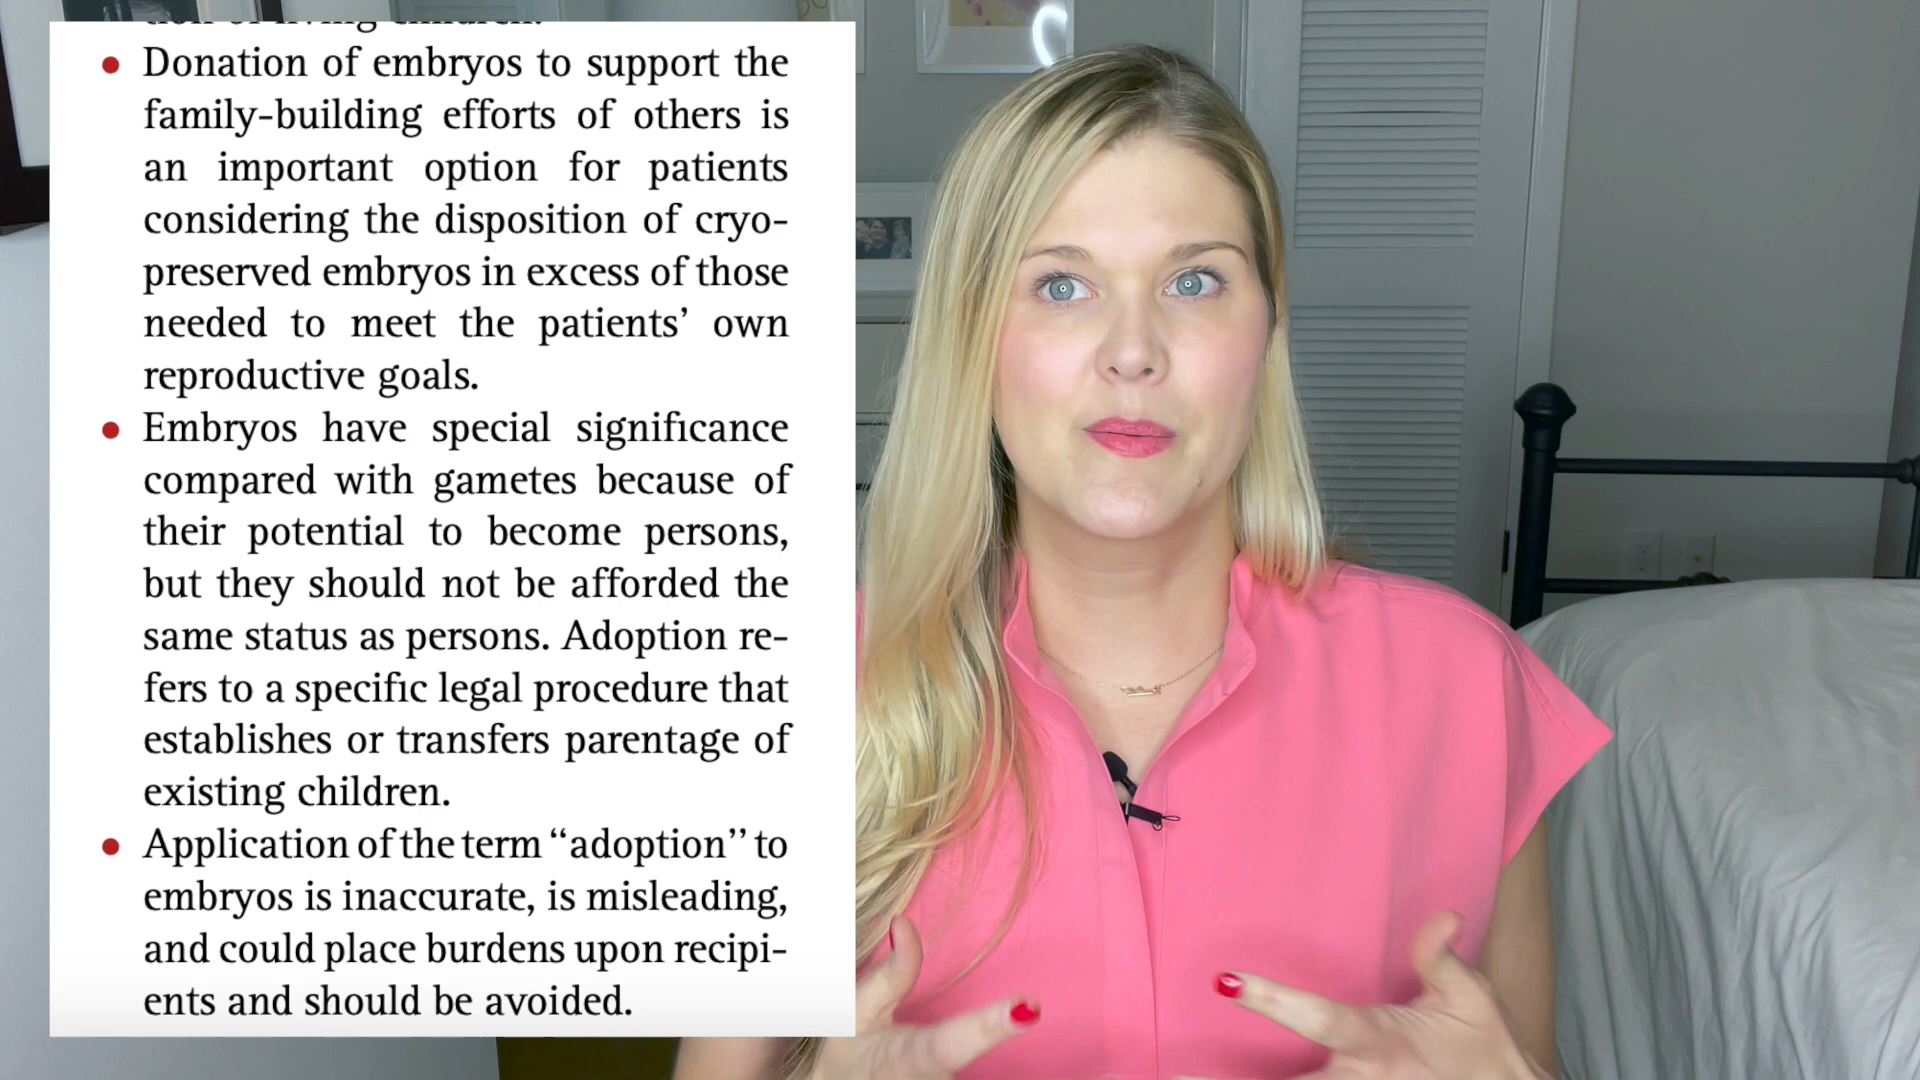 tion of living children.
● Donation of embryos to support the
family-building efforts of others is
an important option for patients
considering the disposition of cryo-
preserved embryos in excess of those
needed to meet the patients’ own
reproductive goals.
● Embryos have special significance
compared with gametes because of
their potential to become persons,
but they should not be afforded the
same status as persons. Adoption re-
fers to a specific legal procedure that
establishes or transfers parentage of
existing children.
● Application of the term “adoption” to
embryos is inaccurate, is misleading,
and could place burdens upon recipi-
ents and should be avoided.